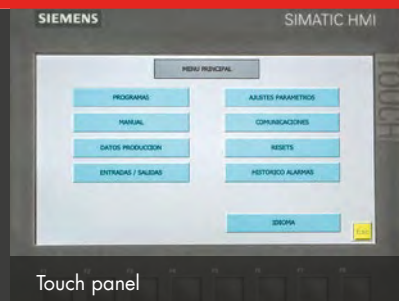 SIEMENS
SIMATIC HMI
TOUCH
MENU PRINCIPAL
PROGRAMAS
AJUSTES PARAMETROS
MANUAL
COMUNICACIONES
DATOS PRODUCCION
RESETS
ENTRADAS / SALIDAS
HISTORICO ALARMAS
IDIOMA
Esc
Touch panel